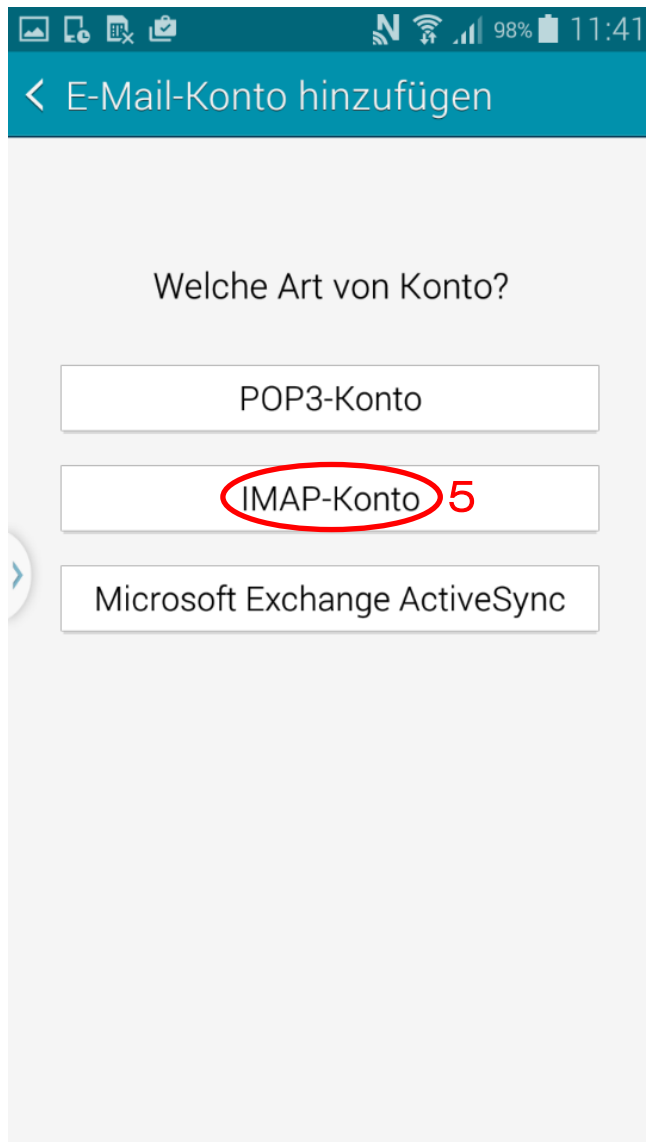 98% 11:41
E-Mail-Konto hinzufügen
Welche Art von Konto?
POP3-Konto
IMAP-Konto 5
Microsoft Exchange ActiveSync